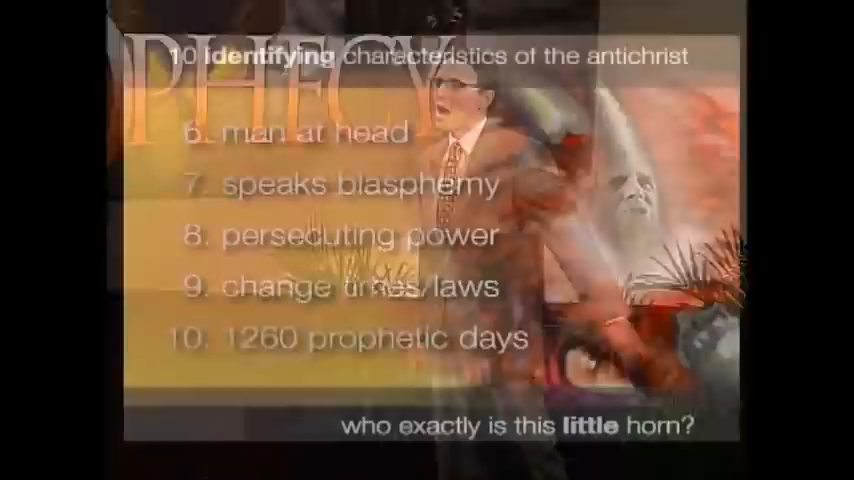 10 identifying characteristics of the antichrist
PHECY
6. man at head
7. speaks blasphemy
8. persecuting power
9. change times/laws
10. 1260 prophetic days
who exactly is this little horn?